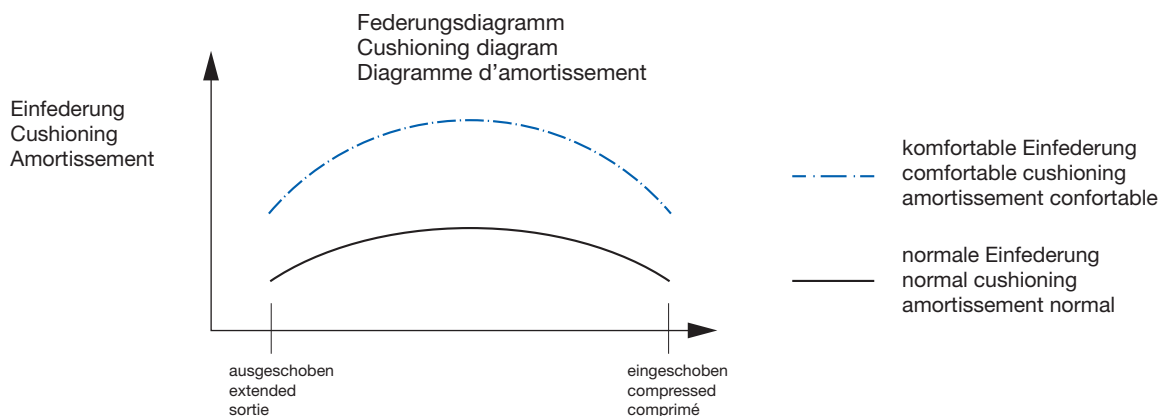 Federungsdiagramm
Cushioning diagram
Diagramme d’amortissement
Einfederung
Cushioning
Amortissement
komfortable Einfederung
comfortable cushioning
amortissement confortable
normale Einfederung
normal cushioning
amortissement normal
ausgeschoben
extended
sortie
eingeschoben
compressed
comprimé